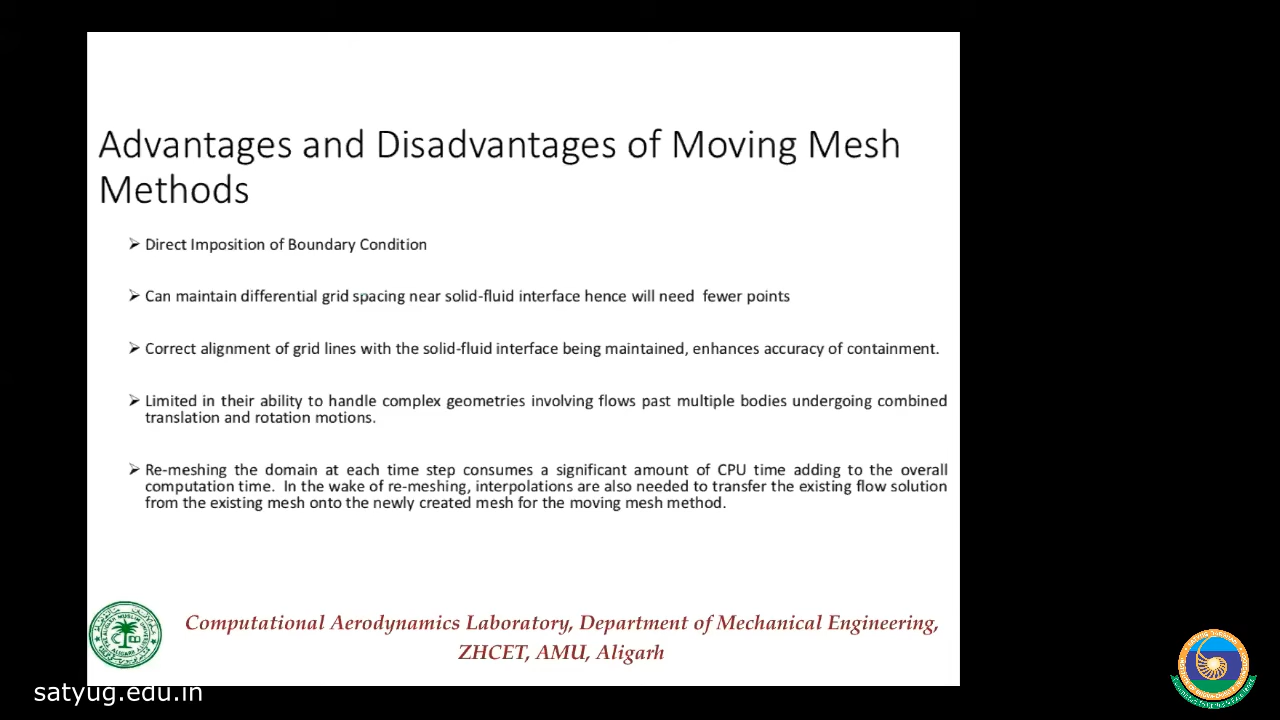 Advantages and Disadvantages of Moving Mesh
Methods
➢ Direct Imposition of Boundary Condition
➢ Can maintain differential grid spacing near solid-fluid interface hence will need fewer points
➢ Correct alignment of grid lines with the solid-fluid interface being maintained, enhances accuracy of containment.
➢ Limited in their ability to handle complex geometries involving flows past multiple bodies undergoing combined
translation and rotation motions.
➢ Re-meshing the domain at each time step consumes a significant amount of CPU time adding to the overall
computation time. In the wake of re-meshing, interpolations are also needed to transfer the existing flow solution
from the existing mesh onto the newly created mesh for the moving mesh method.
Computational Aerodynamics Laboratory, Department of Mechanical Engineering,
ZHCET, AMU, Aligarh
satyug.edu.in